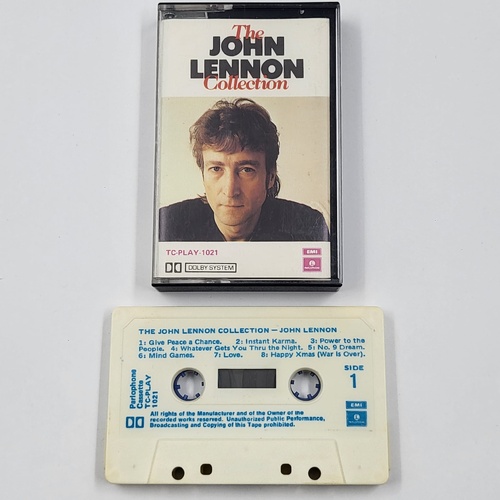 The
JOHN
LENNON
Collection
TC-PLAY-1021
EMI
DOLBY SYSTEM
THE JOHN LENNON COLLECTION — JOHN LENNON
1: Give Peace a Chance. 2: Instant Karma. 3: Power to the
People. 4: Whatever Gets You Thru the Night. 5: No. 9 Dream.
6: Mind Games. 7: Love. 8: Happy Xmas (War is Over).
SIDE
1
Parlophone
Cassette
TC-PLAY
1021
EMI
All rights of the Manufacturer and of the Owner of the
recorded works reserved. Unauthorized Public Performance,
Broadcasting and Copying of this Tape prohibited.